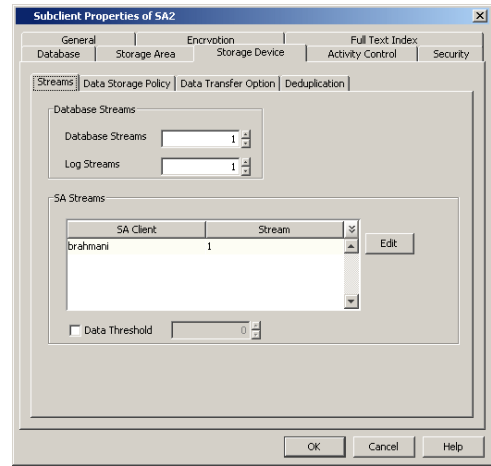 Subclient Properties of SA2
General Encryption Full Text Index
Database Storage Area Storage Device Activity Control Security
Streams Data Storage Policy Data Transfer Option Deduplication
Database Streams
Database Streams 1
Log Streams 1
SA Streams
SA Client Stream
brahmani 1
Edit
Data Threshold 0
OK Cancel Help